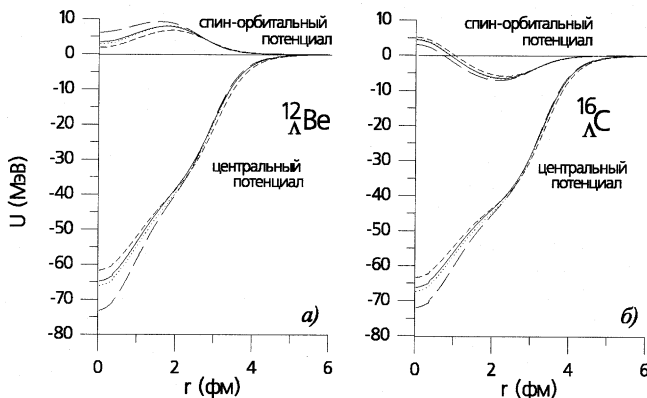 спин-орбитальный
потенциал
10
0
-10
-20
-30
-40
-50
-60
-70
-80
U (МэВ)
12
ΛBe
центральный
потенциал
а)
0
2
4
6
r (фм)
спин-орбитальный
потенциал
10
0
-10
-20
-30
-40
-50
-60
-70
-80
16
ΛC
центральный
потенциал
б)
0
2
4
6
r (фм)